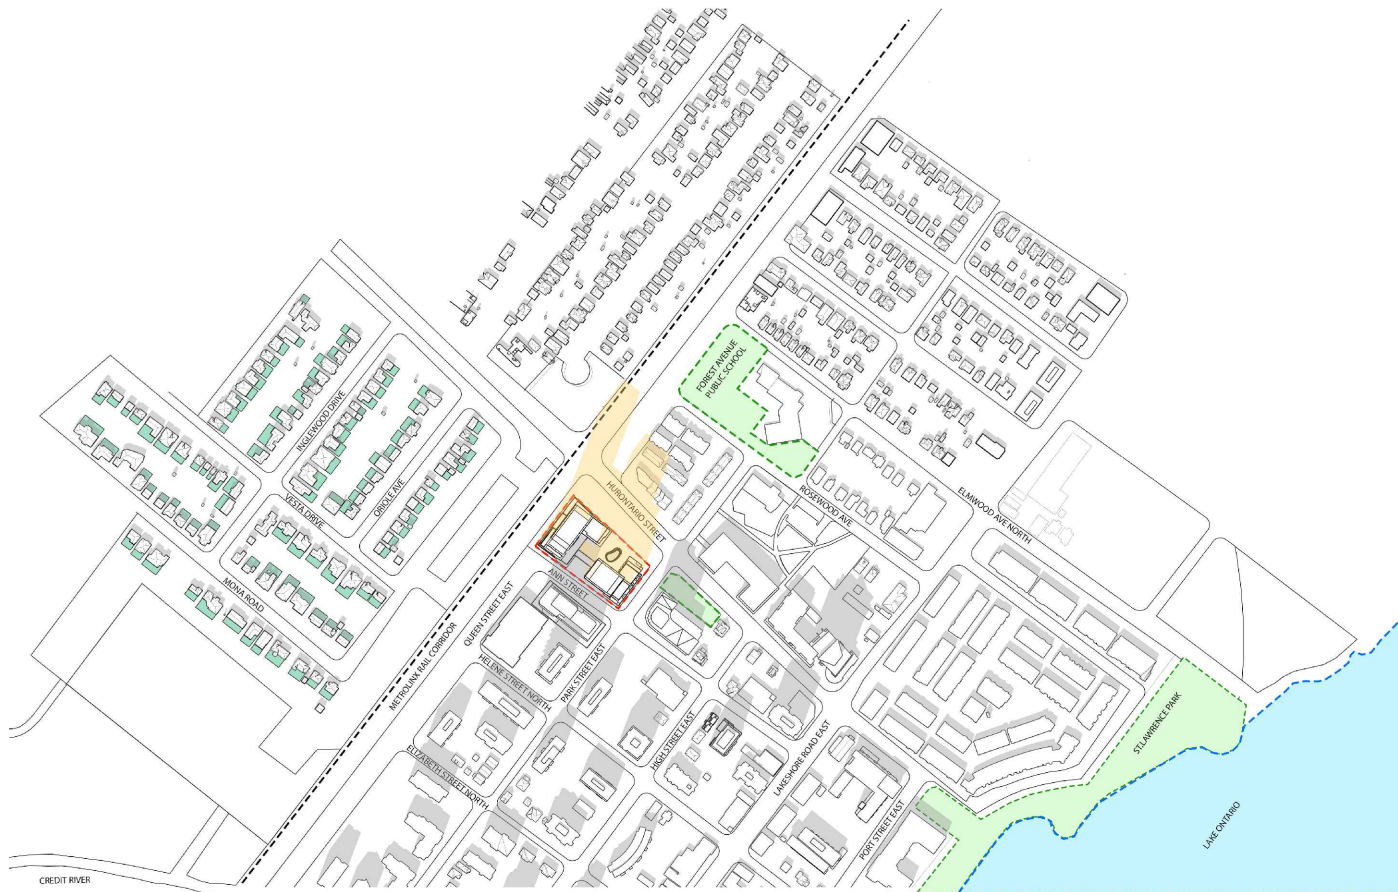 FOREST AVENUE
PUBLIC SCHOOL
INGLEWOOD DRIVE
VESTA DRIVE
ORIOLE AVE
MONA ROAD
HURONTARIO STREET
ROSEWOOD AVE
ELMWOOD AVE NORTH
ANN STREET
QUEEN STREET EAST
METROLINX RAIL CORRIDOR
HELENE STREET NORTH
PARK STREET EAST
HIGH STREET EAST
ELIZABETH STREET NORTH
LAKESHORE ROAD EAST
PORT STREET EAST
ST.LAWRENCE PARK
LAKE ONTARIO
CREDIT RIVER